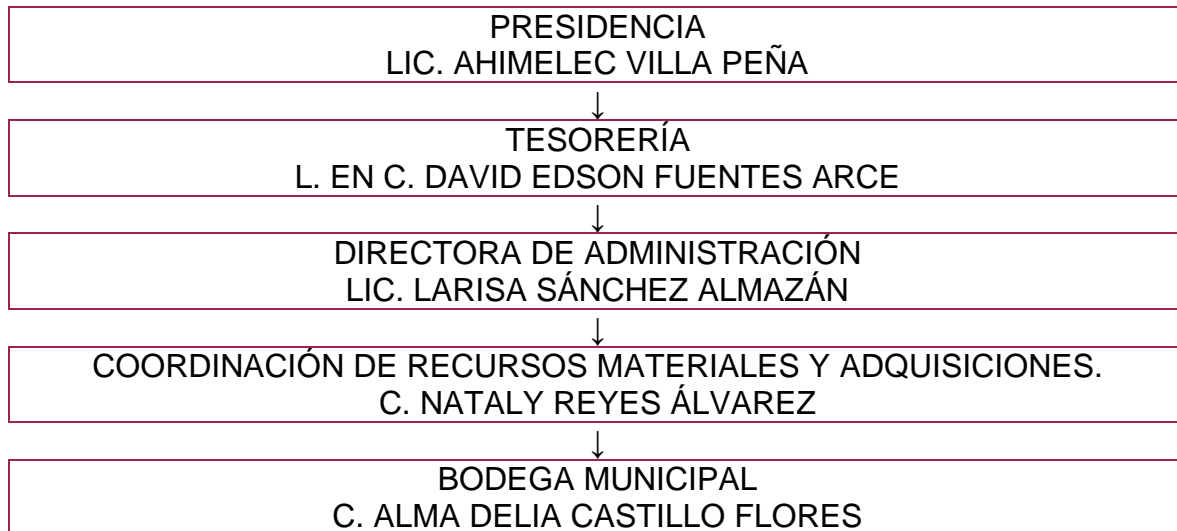 PRESIDENCIA
LIC. AHIMELEC VILLA PEÑA
↓
TESORERÍA
L. EN C. DAVID EDSON FUENTES ARCE
↓
DIRECTORA DE ADMINISTRACIÓN
LIC. LARISA SÁNCHEZ ALMAZÁN
↓
COORDINACIÓN DE RECURSOS MATERIALES Y ADQUISICIONES.
C. NATALY REYES ÁLVAREZ
↓
BODEGA MUNICIPAL
C. ALMA DELIA CASTILLO FLORES